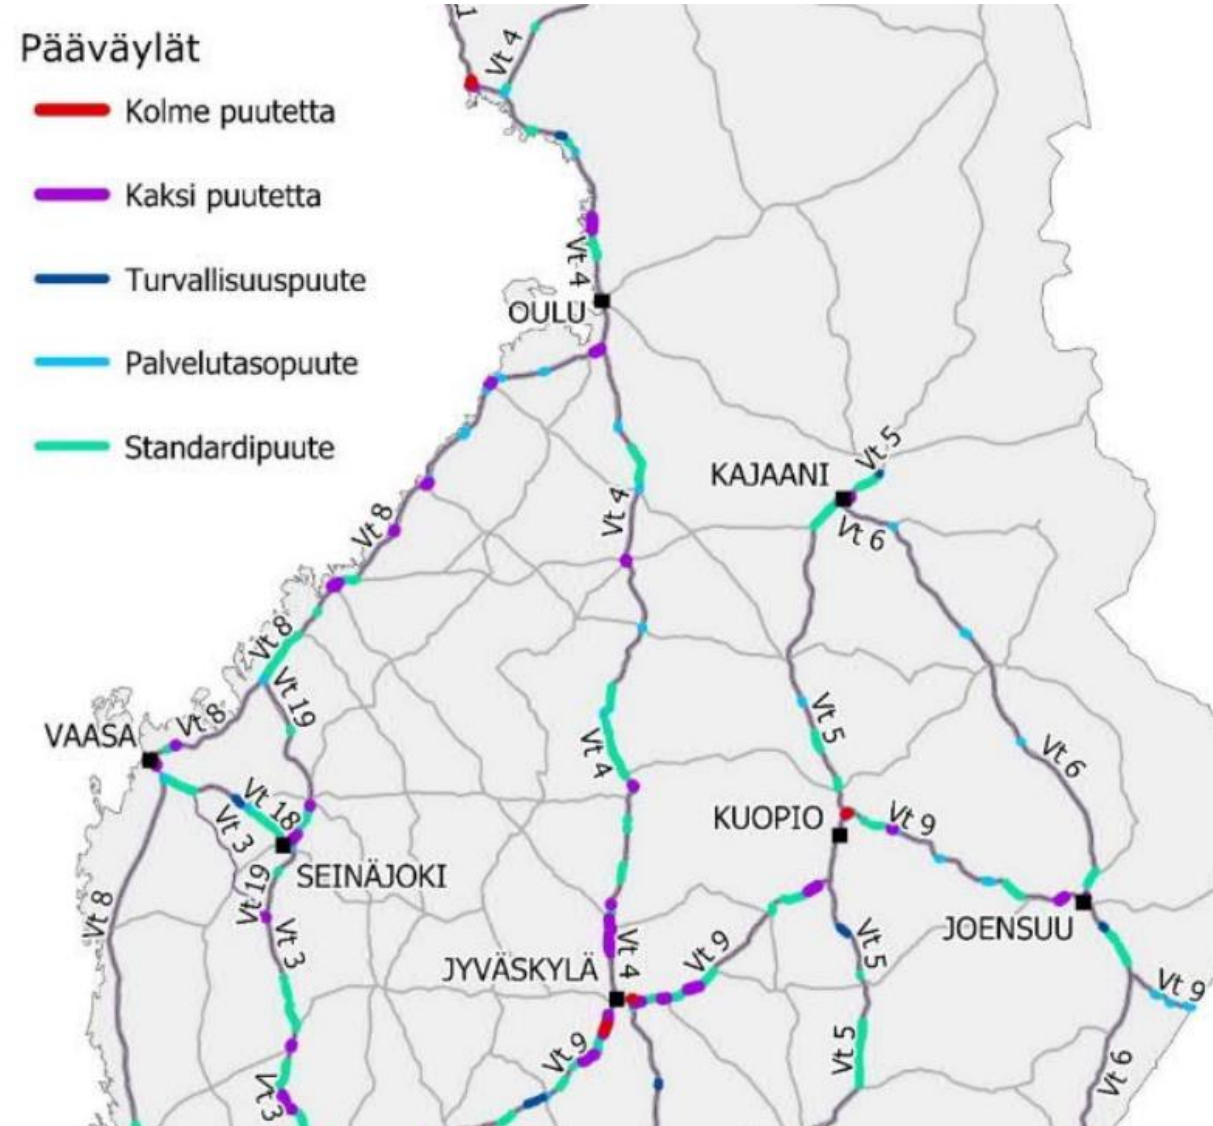 Pääväylät
Kolme puutetta
Kaksi puutetta
Turvallisuuspuute
Palvelutasopuute
Standardipuute
1
Vt 4
Vt 4
OULU
Vt 5
KAJAANI
Vt 4
Vt 6
Vt 8
Vt 8
Vt 19
Vt 8
VAASA
Vt 5
Vt 4
Vt 6
Vt 18
Vt 3
KUOPIO
Vt 9
SEINÄJOKI
Vt 19
Vt 8
Vt 3
JOENSUU
Vt 4
Vt 9
Vt 5
JYVÄSKYLÄ
Vt 9
Vt 9
Vt 5
Vt 6
Vt 3